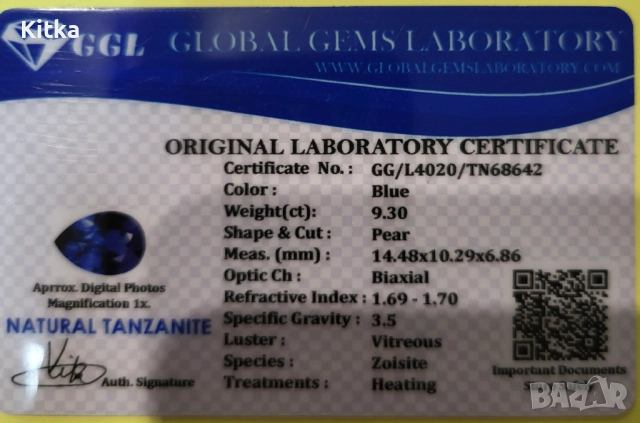 Kitka
GGL GLOBAL GEMS LABORATORY
WWW.GLOBALGEMSLABORATORY.COM
ORIGINAL LABORATORY CERTIFICATE
Certificate No. : GG/L4020/TN68642
Color : Blue
Weight(ct): 9.30
Shape & Cut : Pear
Meas. (mm) : 14.48x10.29x6.86
Optic Ch : Biaxial
Refractive Index : 1.69 - 1.70
Specific Gravity : 3.5
Luster : Vitreous
Species : Zoisite
Treatments : Heating
Aprrox. Digital Photos
Magnification 1x.
NATURAL TANZANITE
Auth. Signature
Important Documents
BAZAR